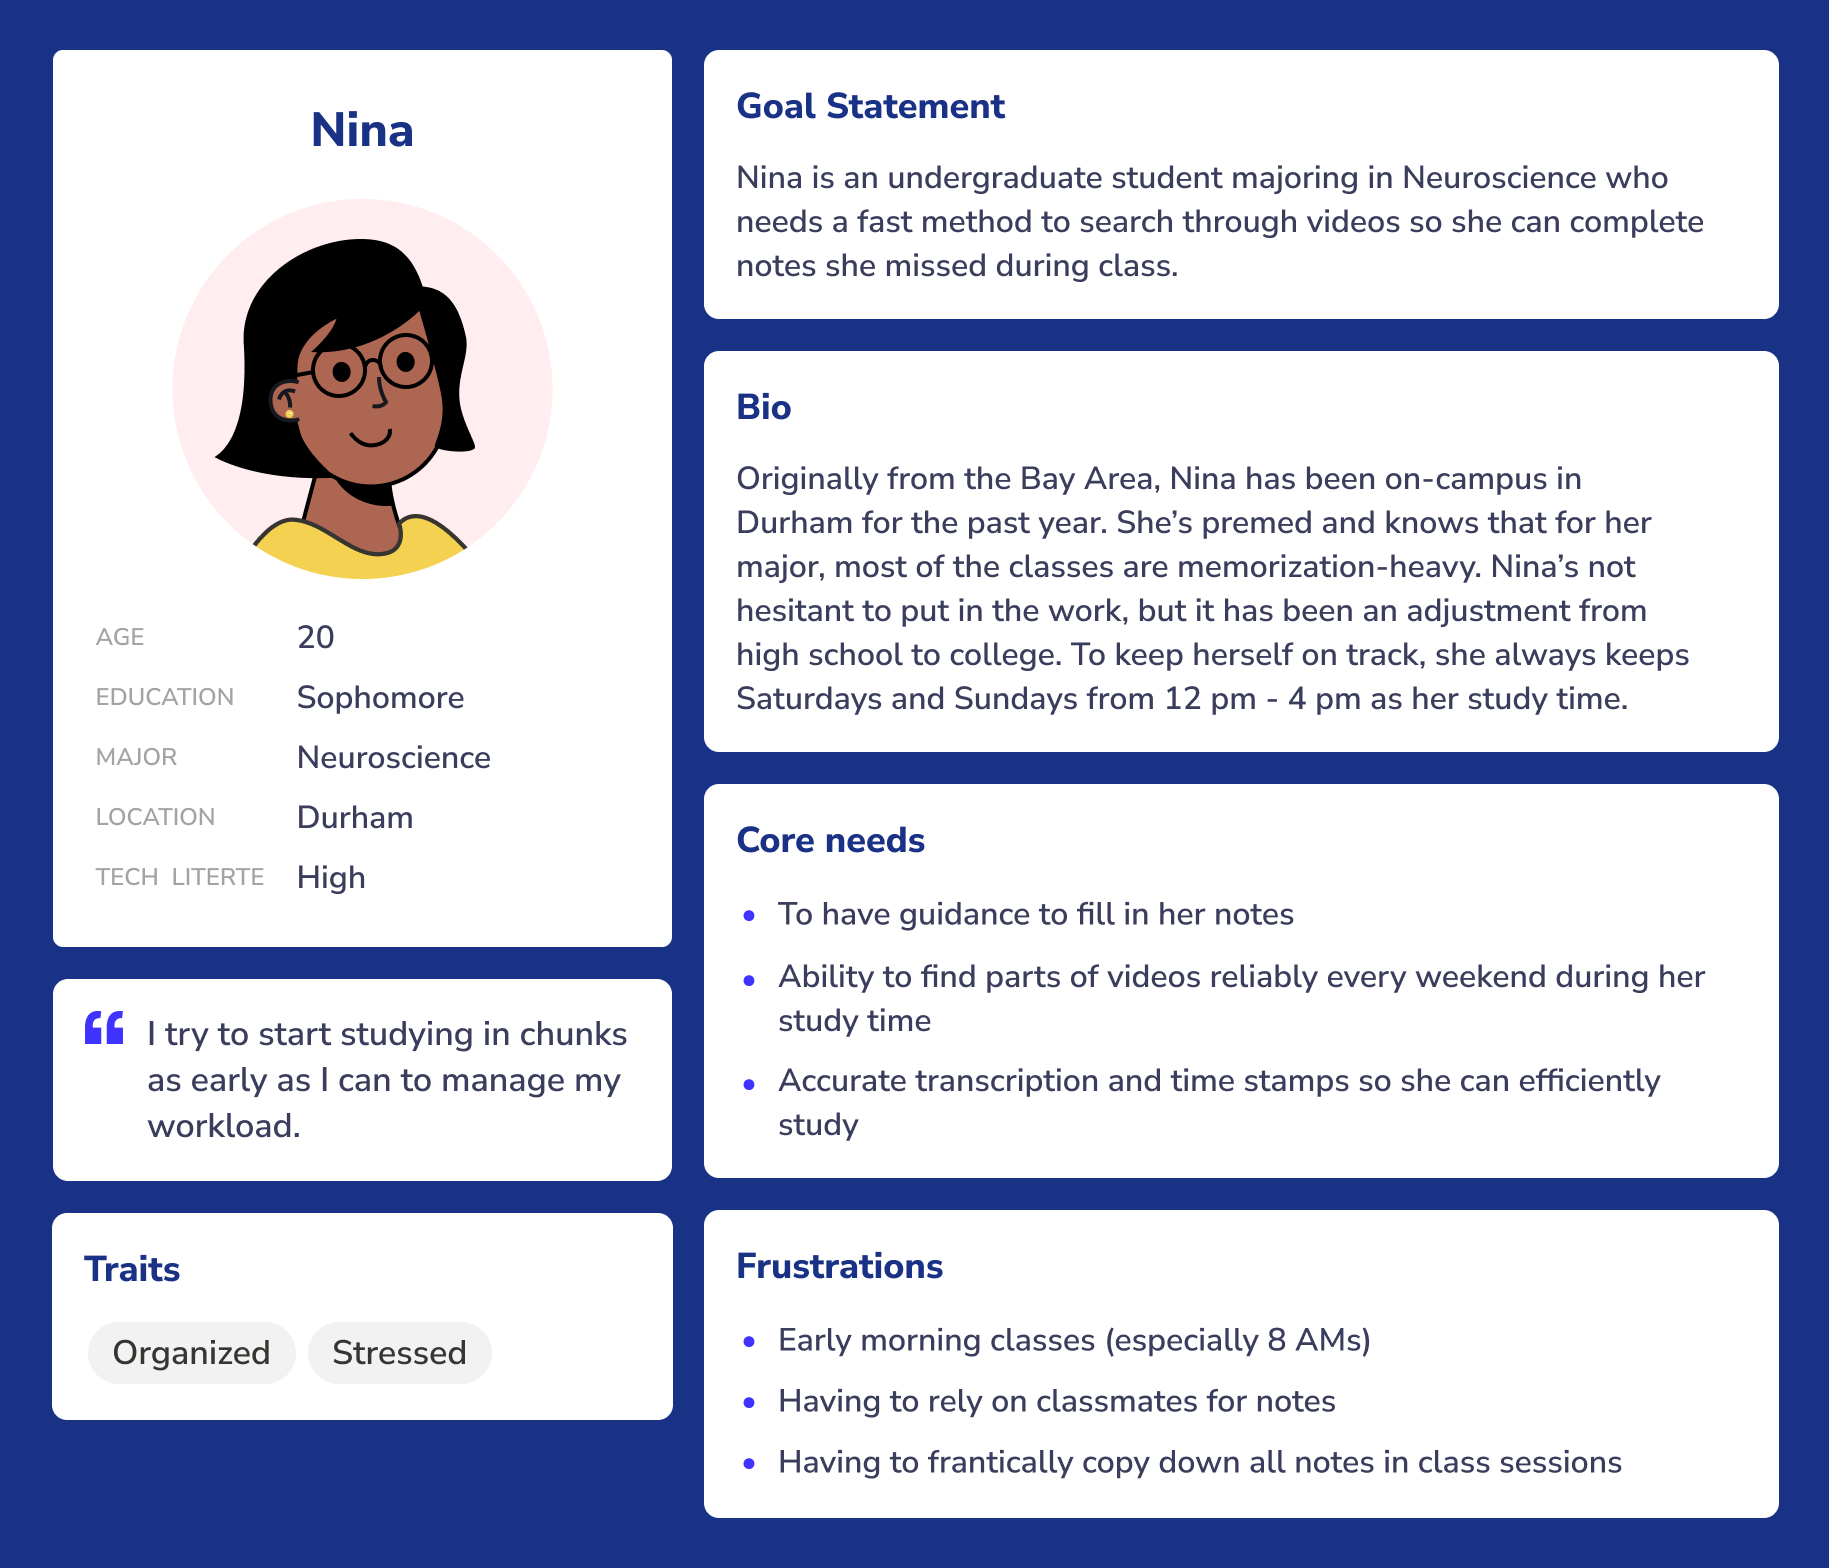 Nina
AGE 20
EDUCATION Sophomore
MAJOR Neuroscience
LOCATION Durham
TECH LITERTE High
“ I try to start studying in chunks
as early as I can to manage my
workload.
Traits
Organized Stressed
Goal Statement
Nina is an undergraduate student majoring in Neuroscience who
needs a fast method to search through videos so she can complete
notes she missed during class.
Bio
Originally from the Bay Area, Nina has been on-campus in
Durham for the past year. She’s premed and knows that for her
major, most of the classes are memorization-heavy. Nina’s not
hesitant to put in the work, but it has been an adjustment from
high school to college. To keep herself on track, she always keeps
Saturdays and Sundays from 12 pm - 4 pm as her study time.
Core needs
• To have guidance to fill in her notes
• Ability to find parts of videos reliably every weekend during her
study time
• Accurate transcription and time stamps so she can efficiently
study
Frustrations
• Early morning classes (especially 8 AMs)
• Having to rely on classmates for notes
• Having to frantically copy down all notes in class sessions